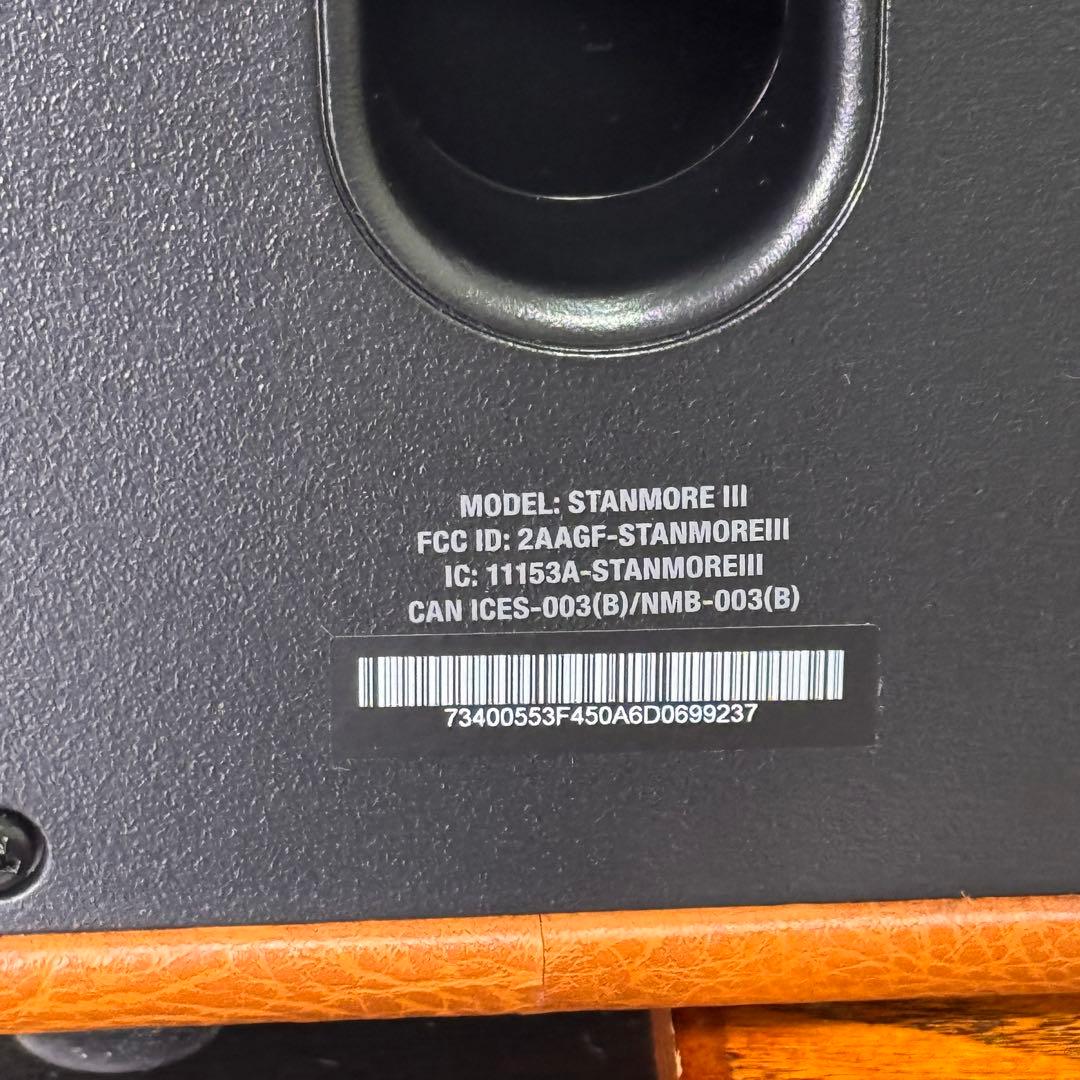 MODEL: STANMORE III
FCC ID: 2AAGF-STANMOREIII
IC: 11153A-STANMOREIII
CAN ICES-003(B)/NMB-003(B)
73400553F450A6D0699237